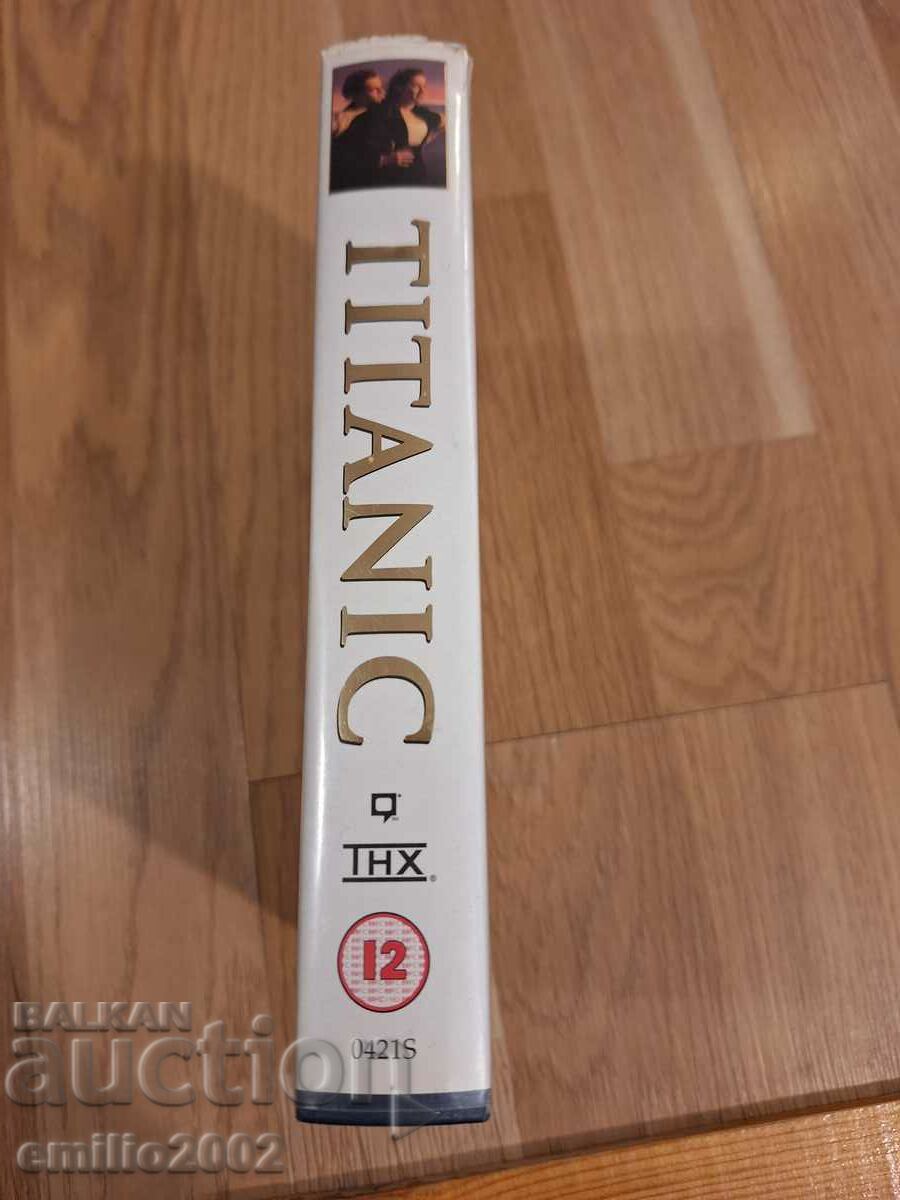 TITANIC
THX
12
0421S
BALKAN
auction
emilio2002